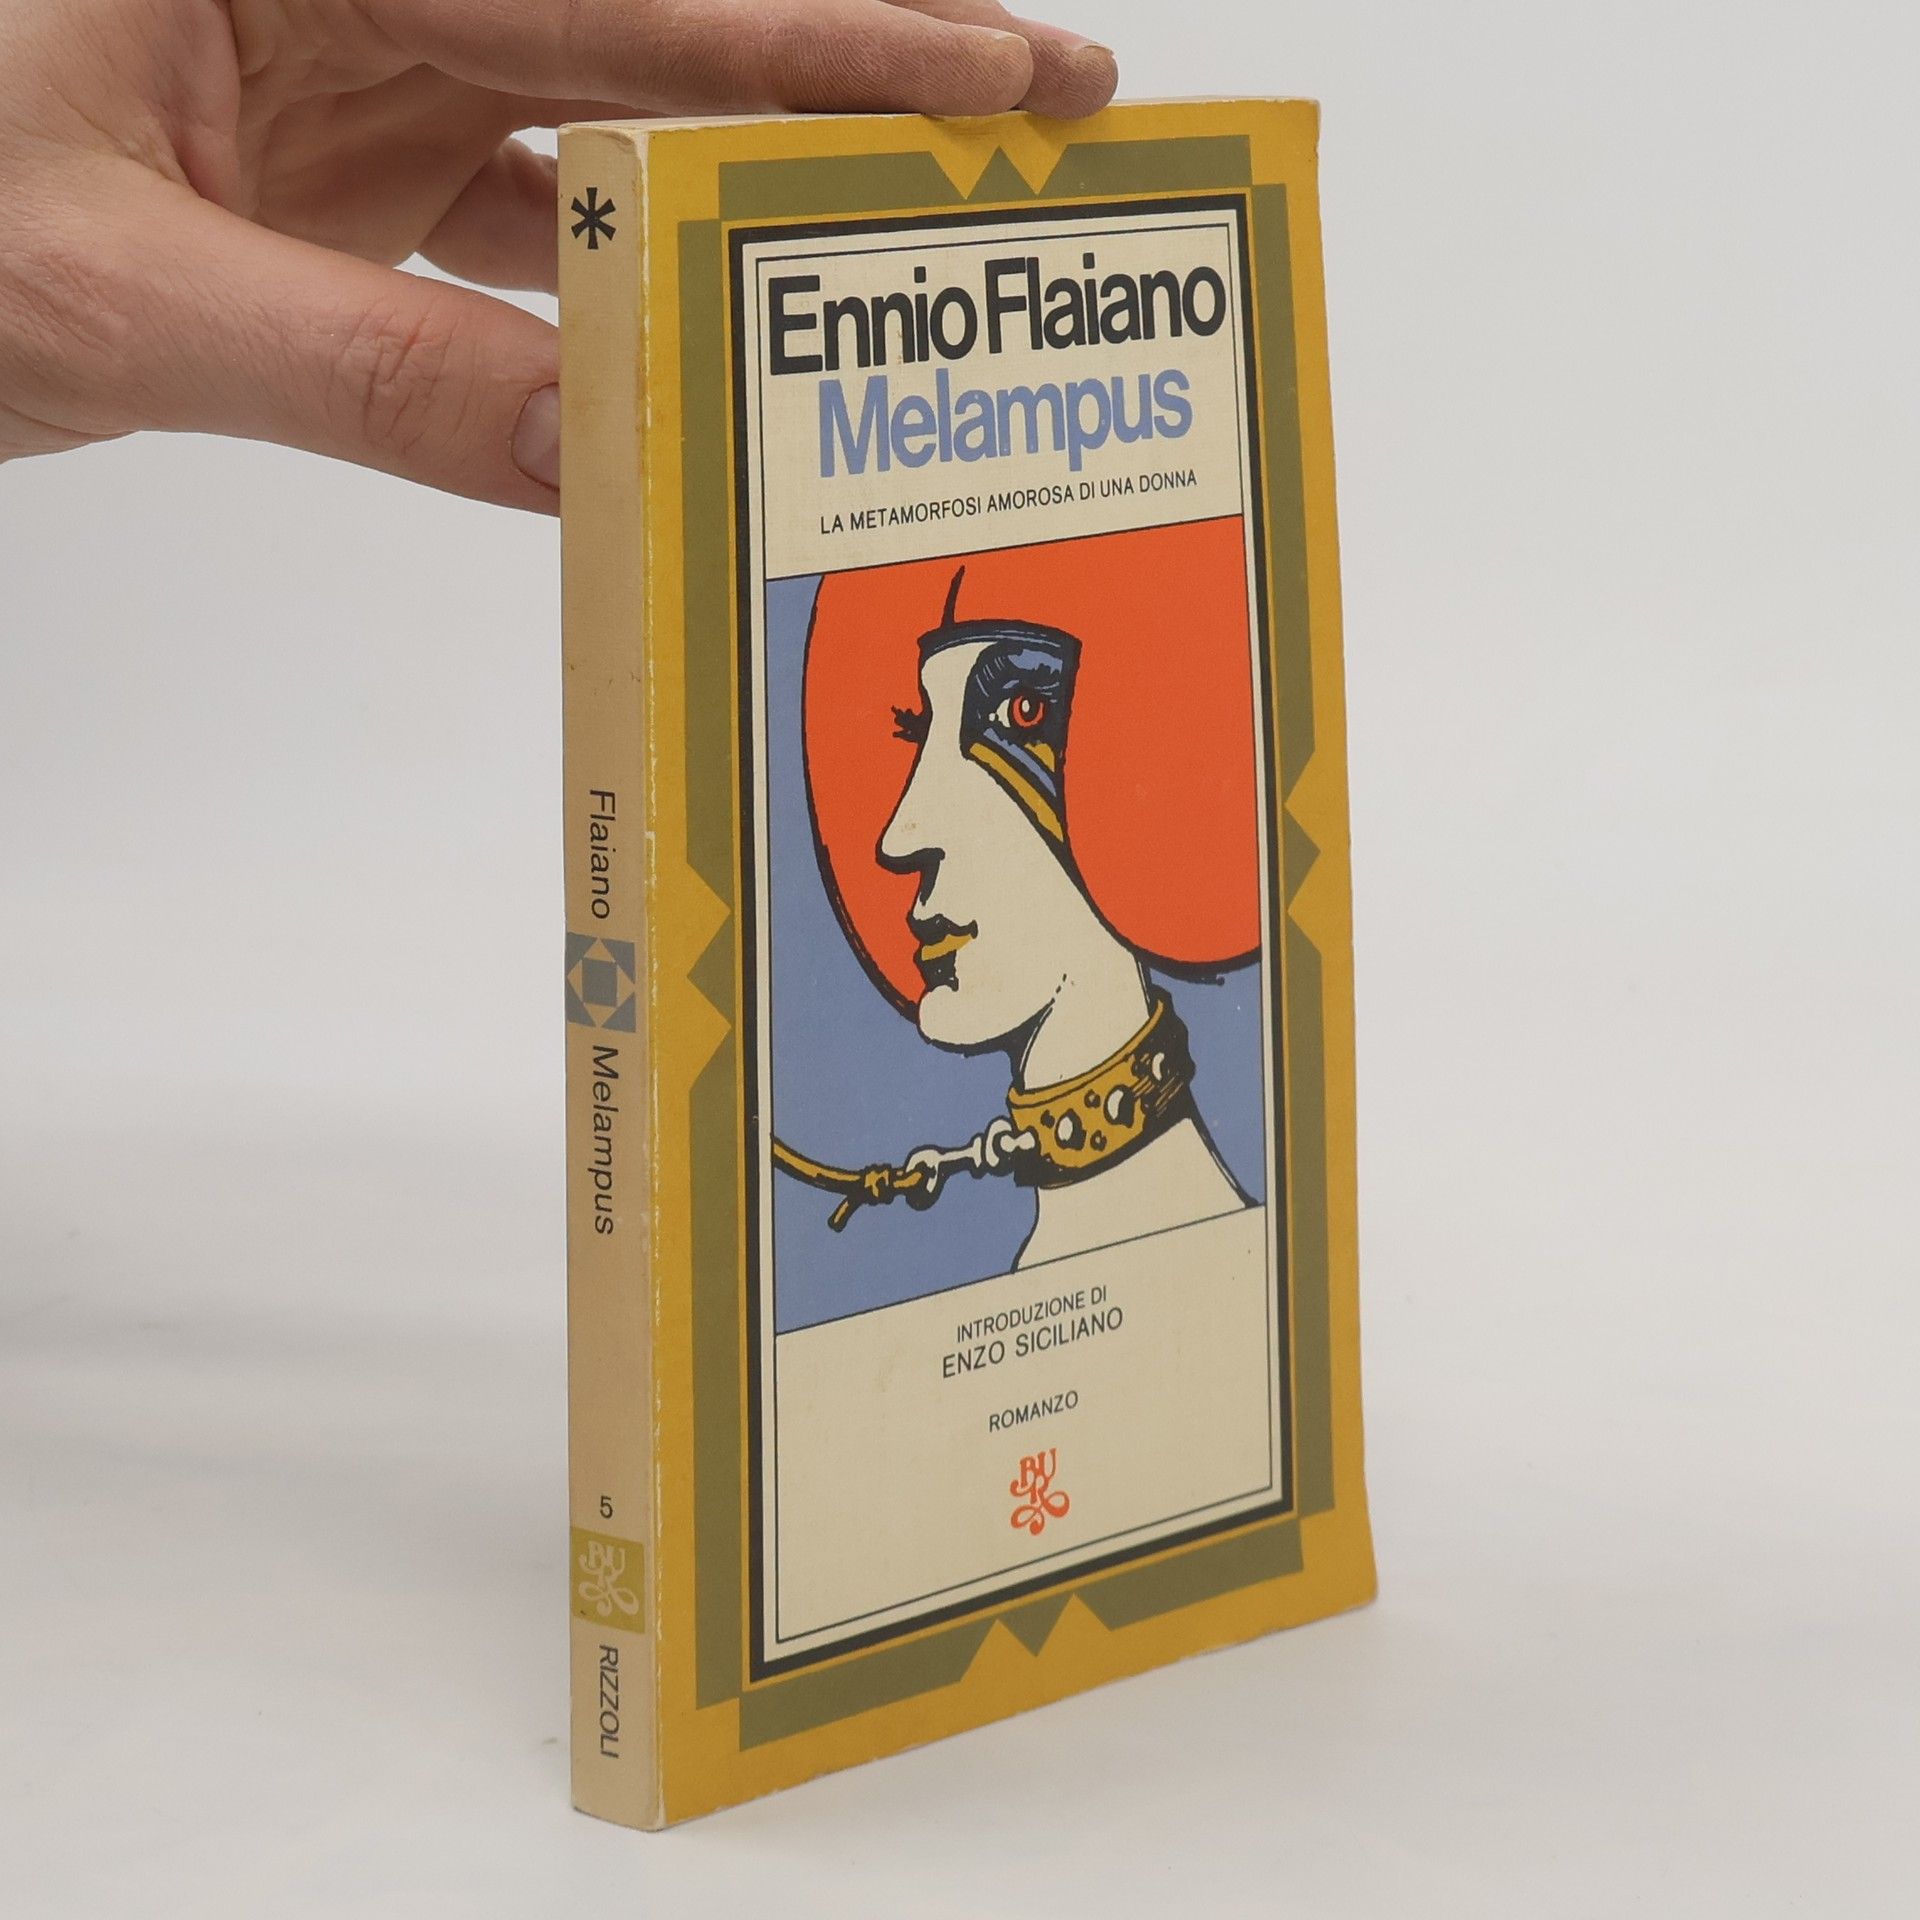 *
Flaiano
Melampus
5
BUR
RIZZOLI
Ennio Flaiano
Melampus
LA METAMORFOSI AMOROSA DI UNA DONNA
INTRODUZIONE DI
ENZO SICILIANO
ROMANZO
BUR